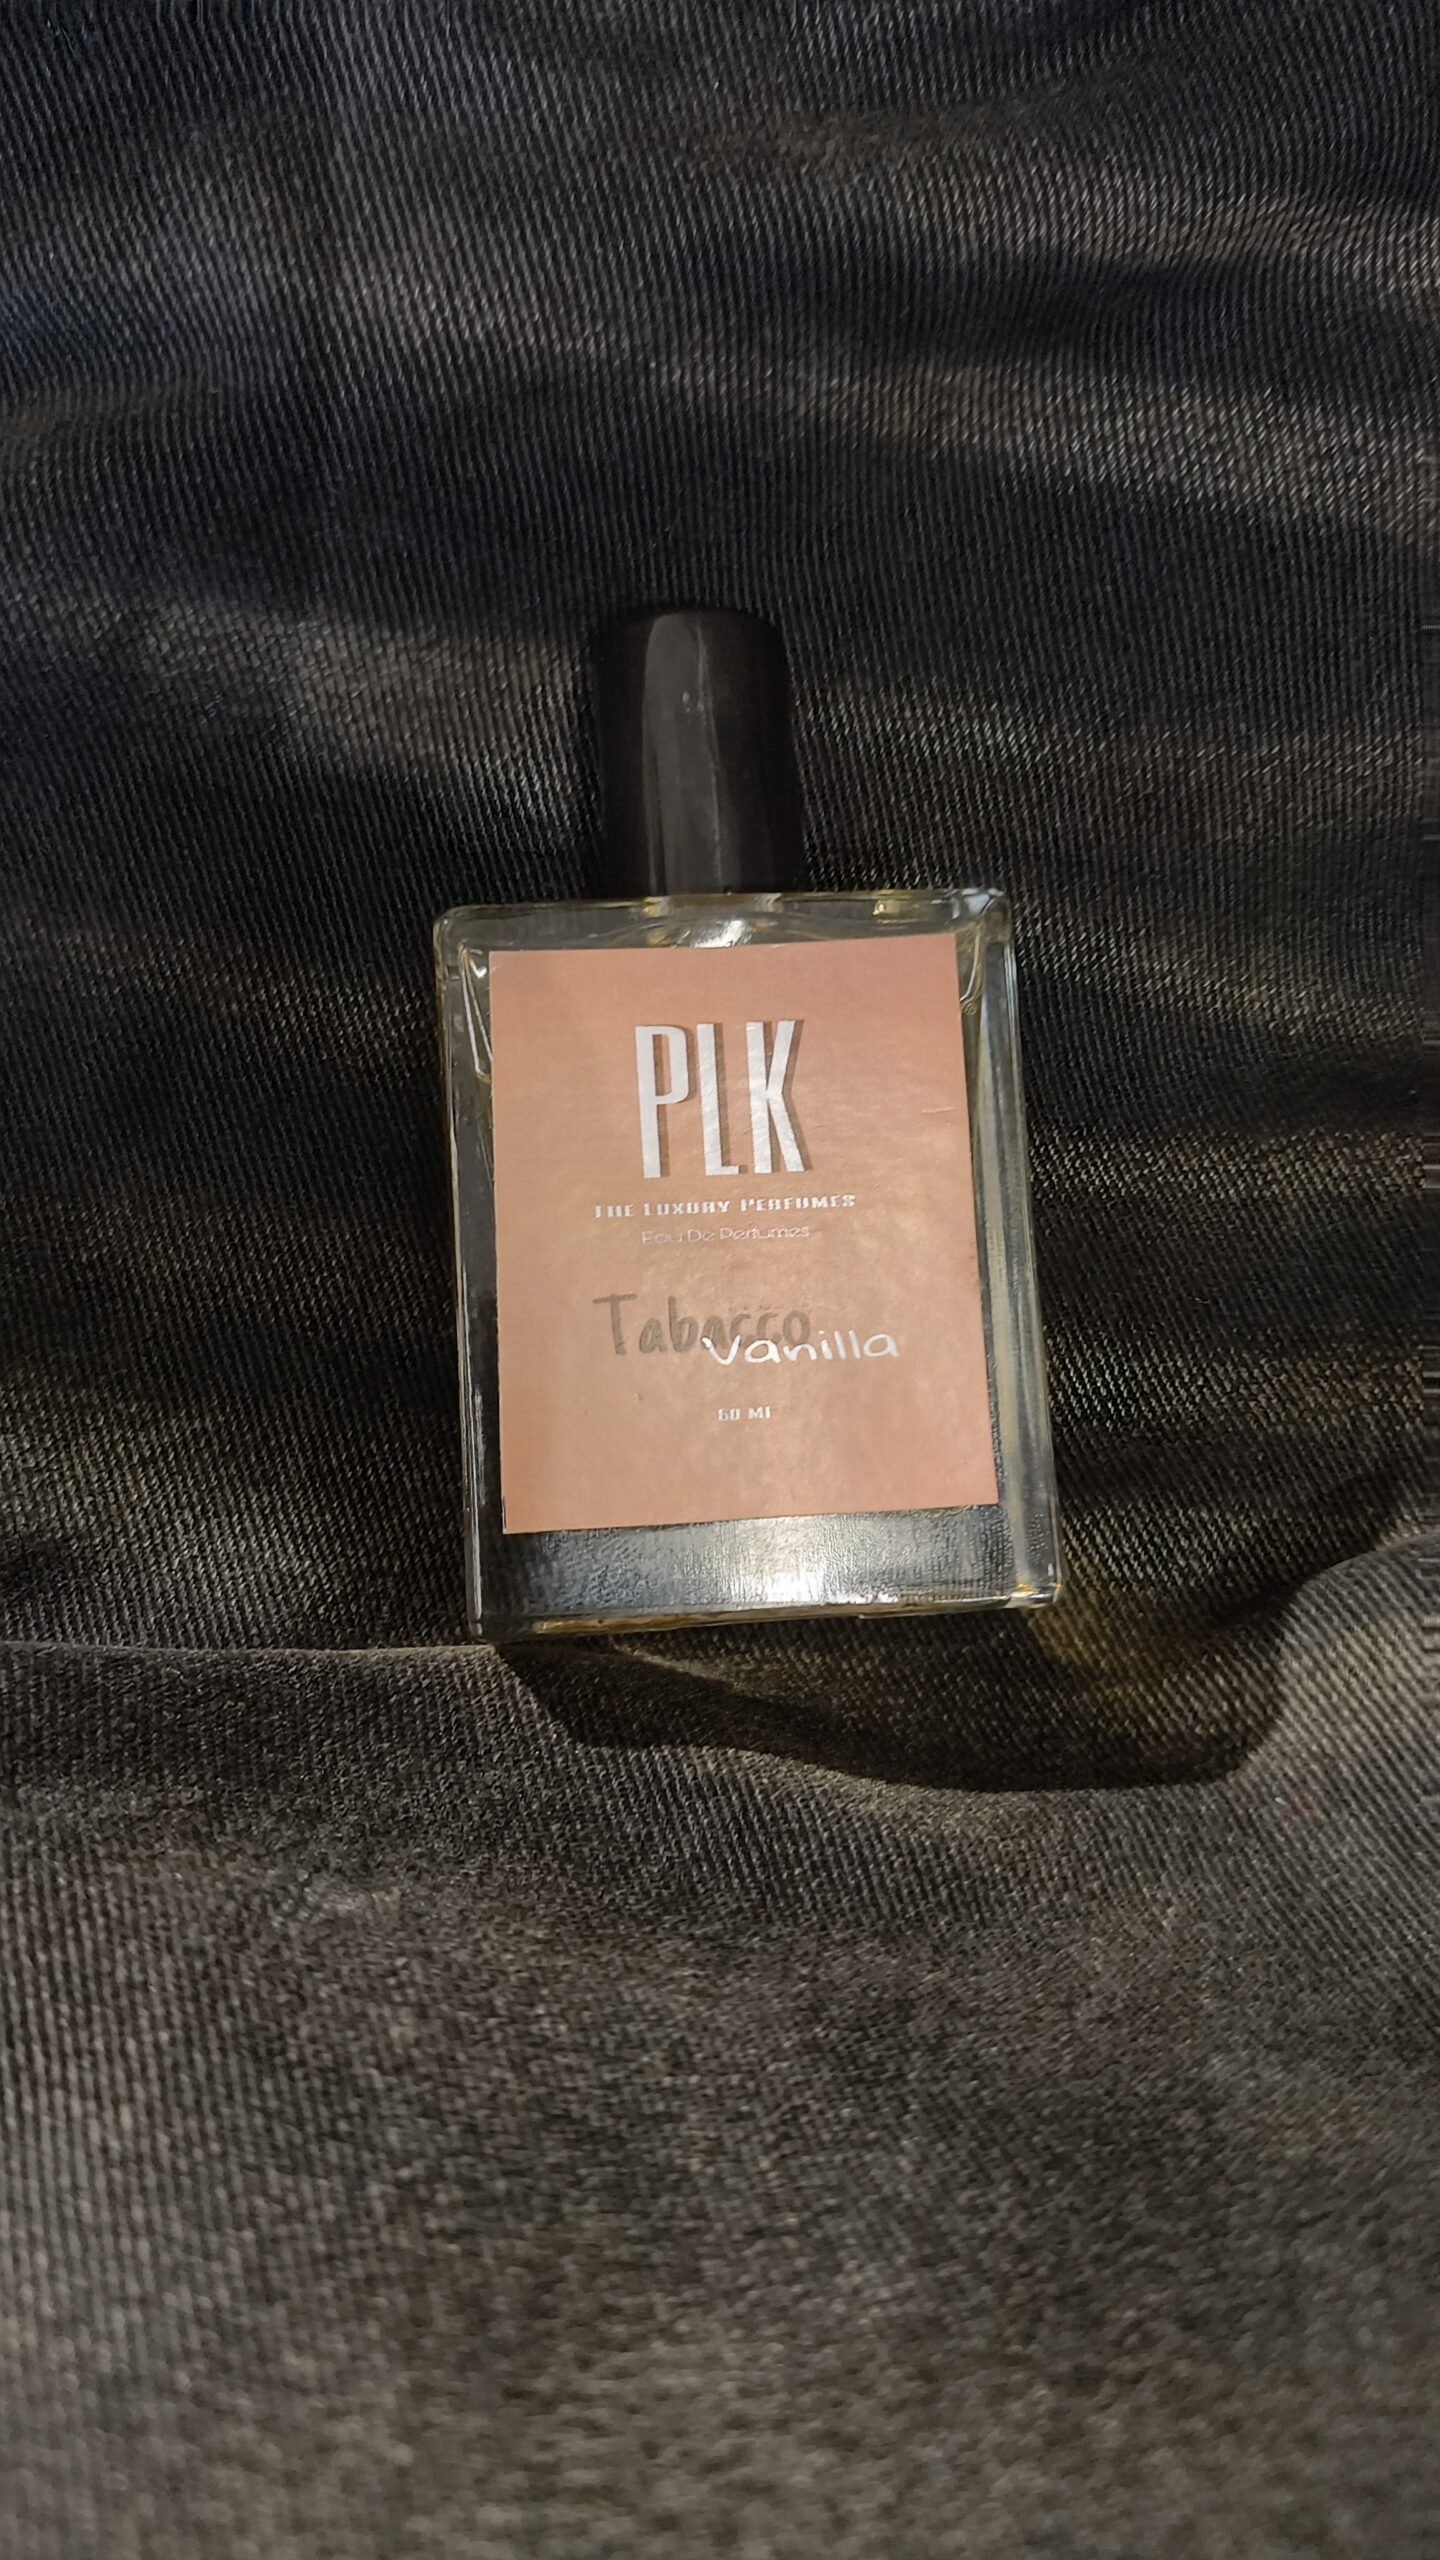 PLK
THE LUXURY PERFUMES
Eau De Perfumes
Tabacco
Vanilla
50 Ml